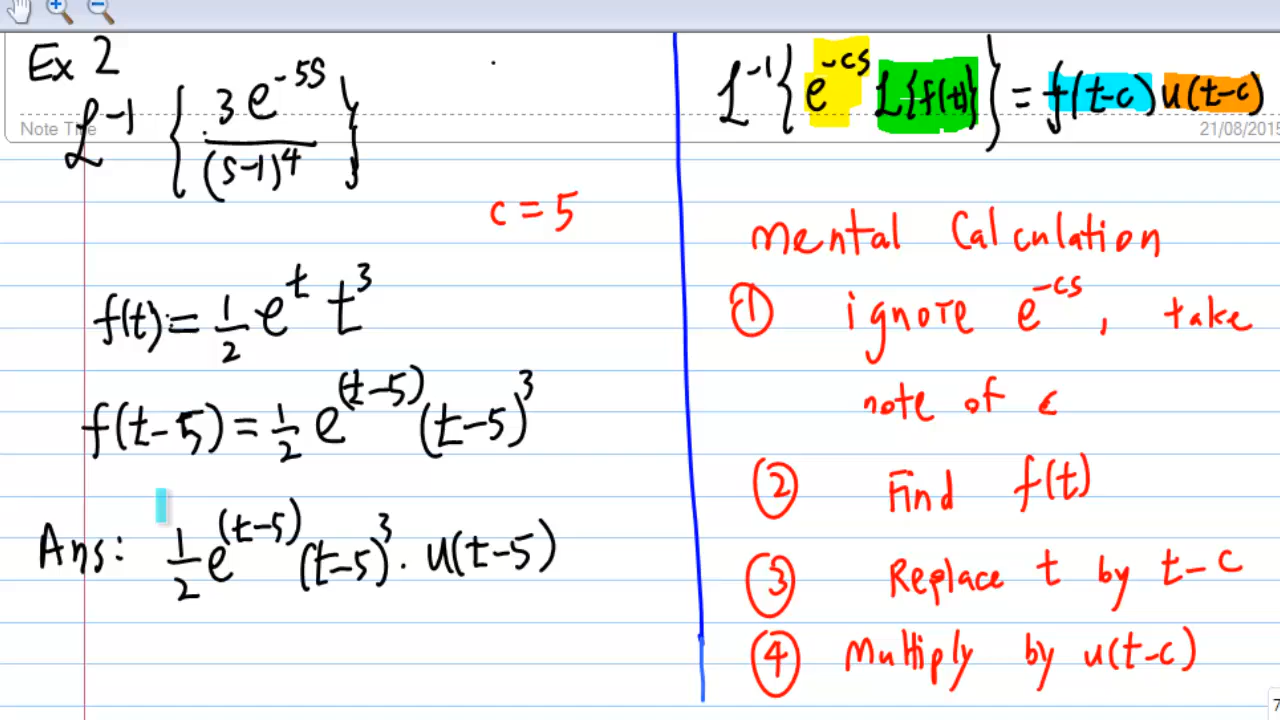 Ex 2
ℒ⁻¹ { 3e^(-5s) / (s-1)^4 }
c = 5
f(t) = 1/2 e^t t^3
f(t-5) = 1/2 e^(t-5) (t-5)^3
Ans: 1/2 e^(t-5) (t-5)^3 · u(t-5)
ℒ⁻¹ { e^(-cs) ℒ{f(t)} } = f(t-c) u(t-c)
Note Title
21/08/2015
mental Calculation
① ignore e^(-cs), take
note of c
② Find f(t)
③ Replace t by t-c
④ multiply by u(t-c)
7